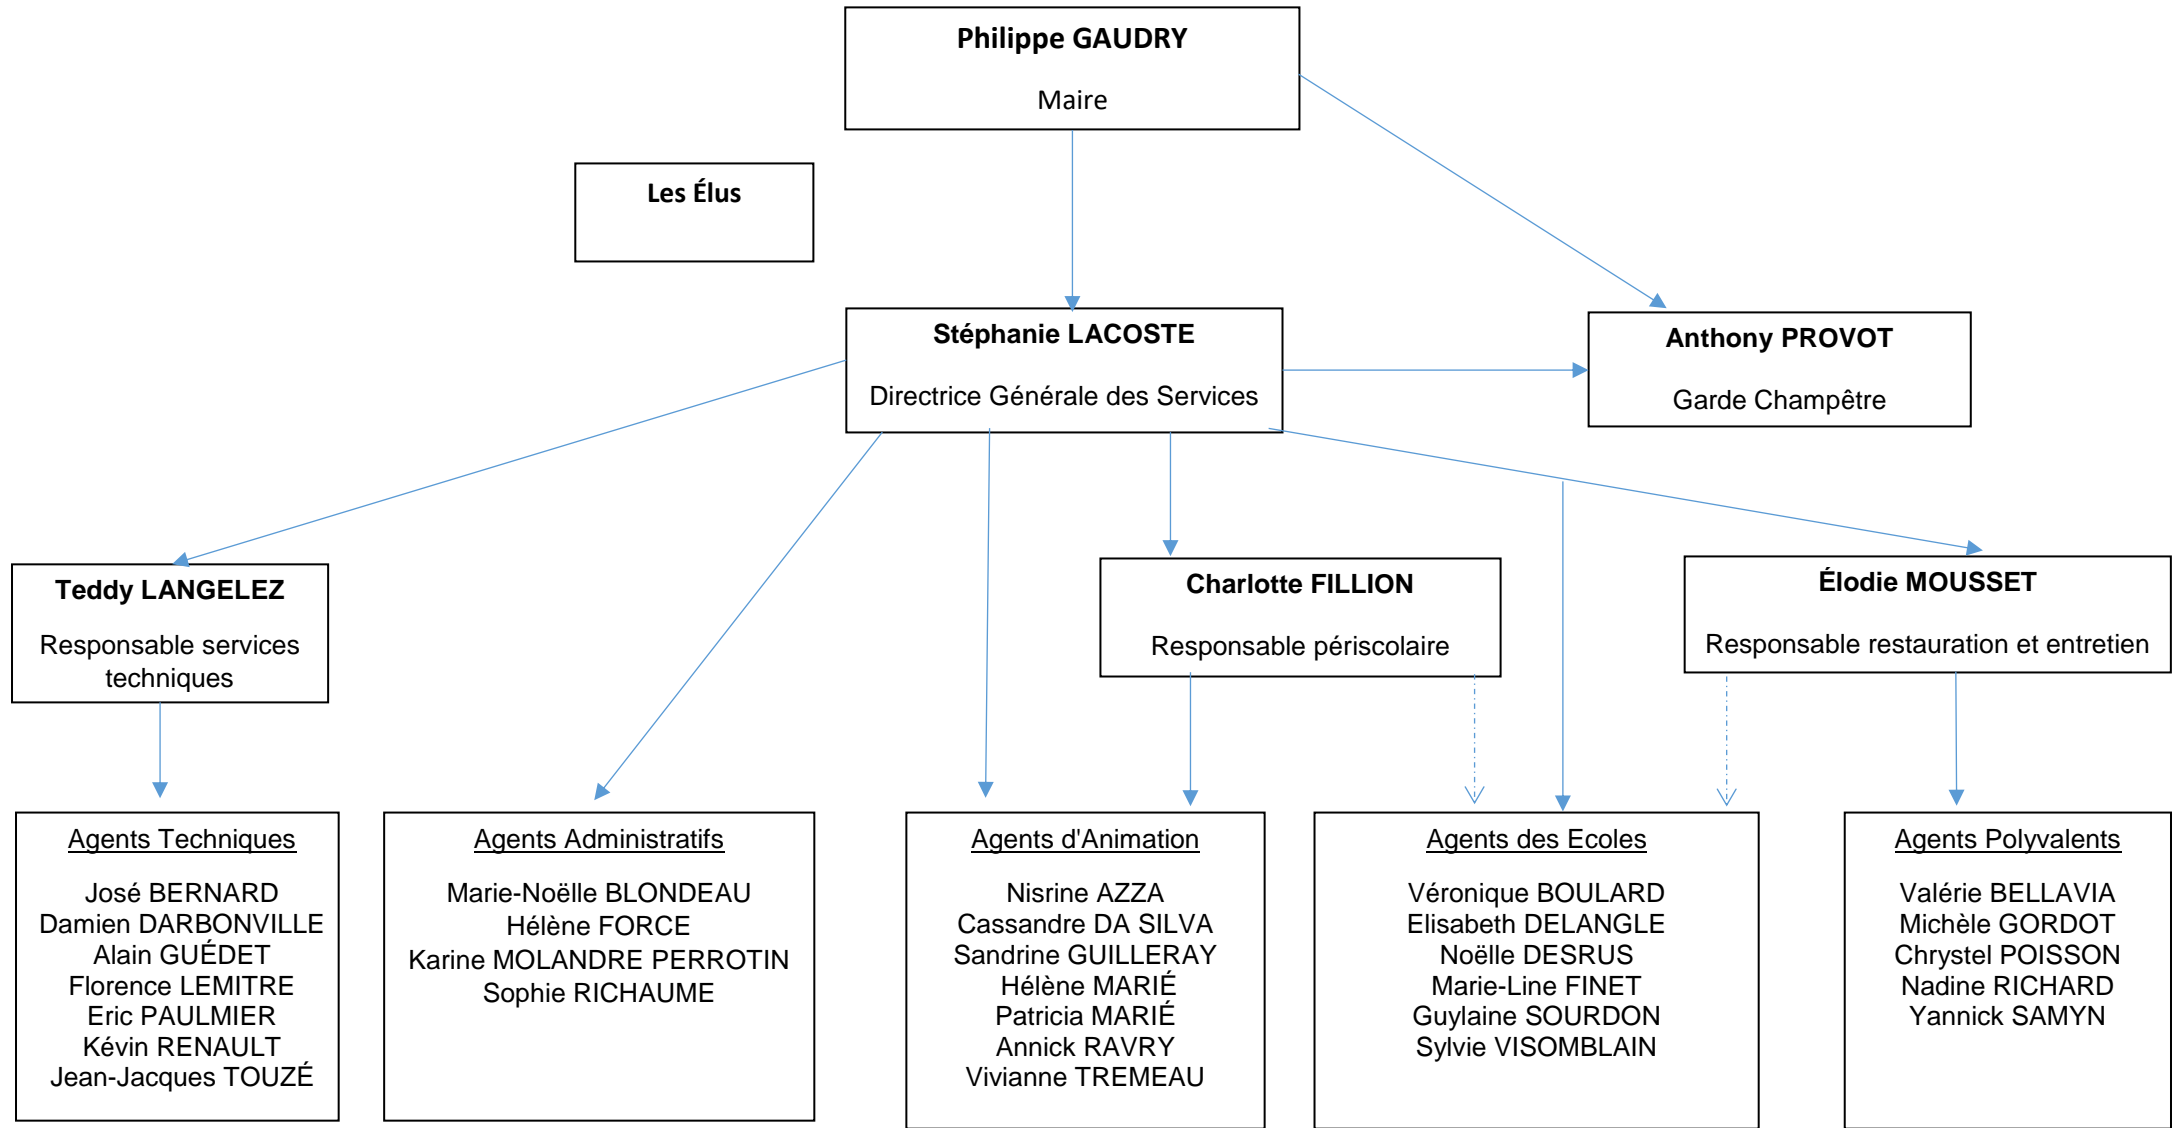 Philippe GAUDRY
Maire
Les Élus
Stéphanie LACOSTE
Directrice Générale des Services
Anthony PROVOT
Garde Champêtre
Teddy LANGELEZ
Responsable services
techniques
Charlotte FILLION
Responsable périscolaire
Élodie MOUSSET
Responsable restauration et entretien
Agents Techniques
José BERNARD
Damien DARBONVILLE
Alain GUÉDET
Florence LEMITRE
Eric PAULMIER
Kévin RENAULT
Jean-Jacques TOUZÉ
Agents Administratifs
Marie-Noëlle BLONDEAU
Hélène FORCE
Karine MOLANDRE PERROTIN
Sophie RICHAUME
Agents d'Animation
Nisrine AZZA
Cassandre DA SILVA
Sandrine GUILLERAY
Hélène MARIÉ
Patricia MARIÉ
Annick RAVRY
Vivianne TREMEAU
Agents des Ecoles
Véronique BOULARD
Elisabeth DELANGLE
Noëlle DESRUS
Marie-Line FINET
Guylaine SOURDON
Sylvie VISOMBLAIN
Agents Polyvalents
Valérie BELLAVIA
Michèle GORDOT
Chrystel POISSON
Nadine RICHARD
Yannick SAMYN